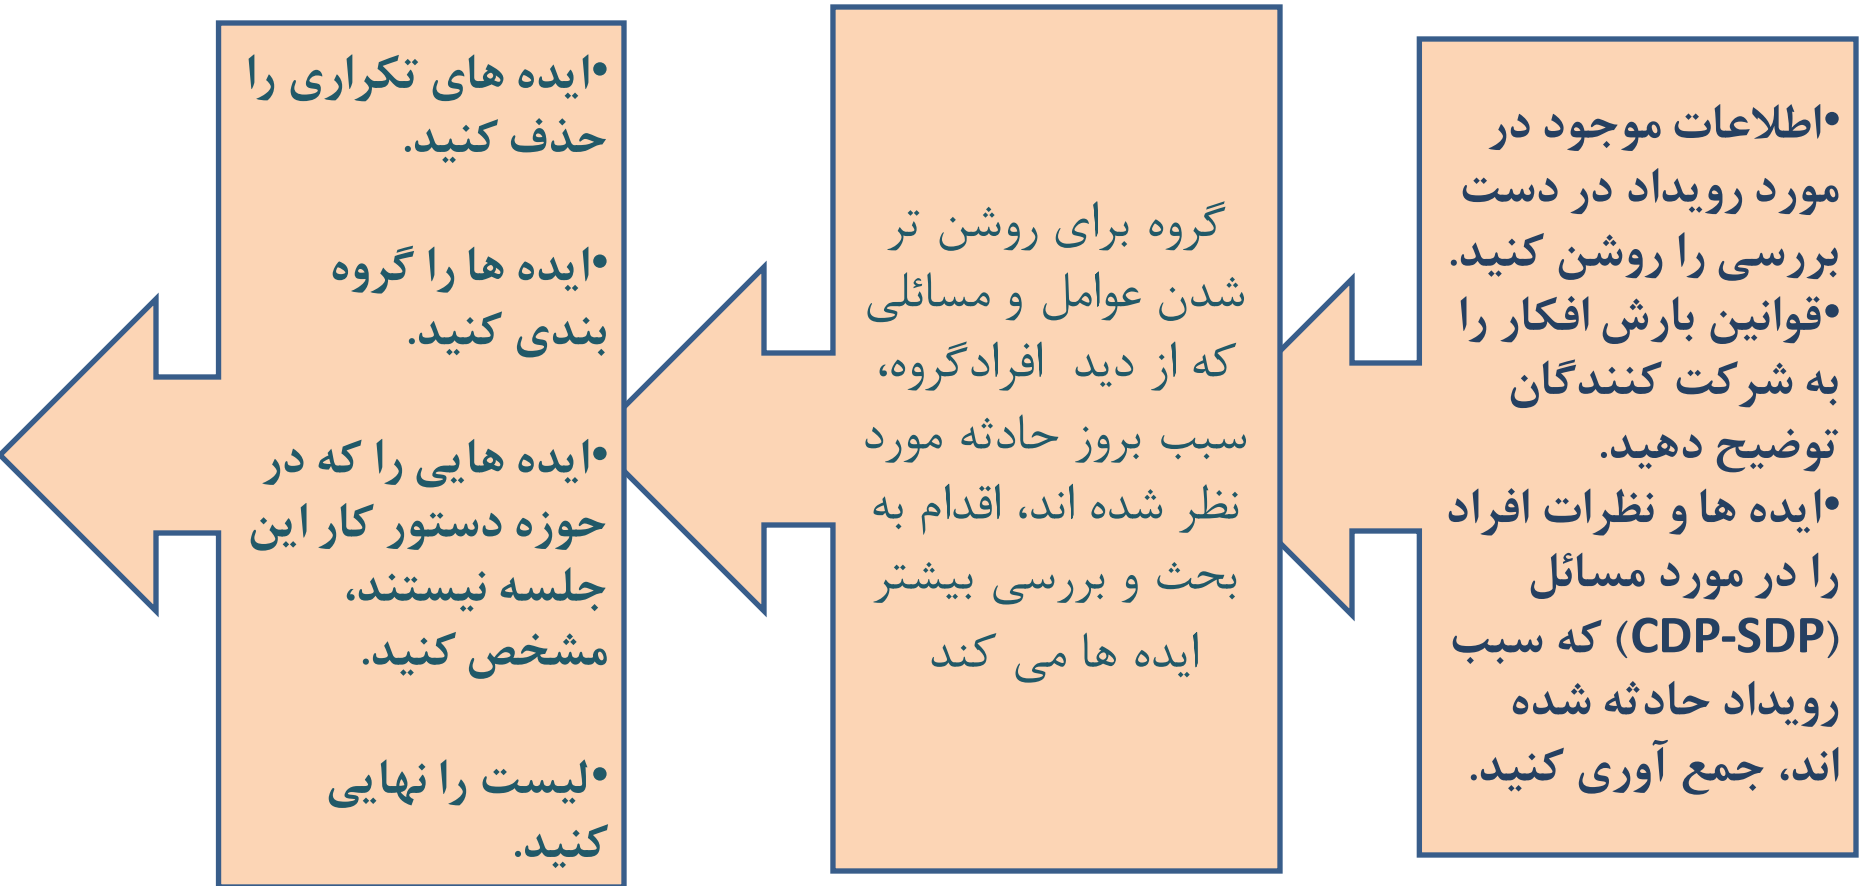 •اطلاعات موجود در
مورد رویداد در دست
بررسی را روشن کنید.
•قوانین بارش افکار را
به شرکت کنندگان
توضیح دهید.
•ایده ها و نظرات افراد
را در مورد مسائل
(CDP-SDP) که سبب
رویداد حادثه شده
اند، جمع آوری کنید.
گروه برای روشن تر
شدن عوامل و مسائلی
که از دید افرادگروه،
سبب بروز حادثه مورد
نظر شده اند، اقدام به
بحث و بررسی بیشتر
ایده ها می کند
•ایده های تکراری را
حذف کنید.
•ایده ها را گروه
بندی کنید.
•ایده هایی را که در
حوزه دستور کار این
جلسه نیستند،
مشخص کنید.
•لیست را نهایی
کنید.